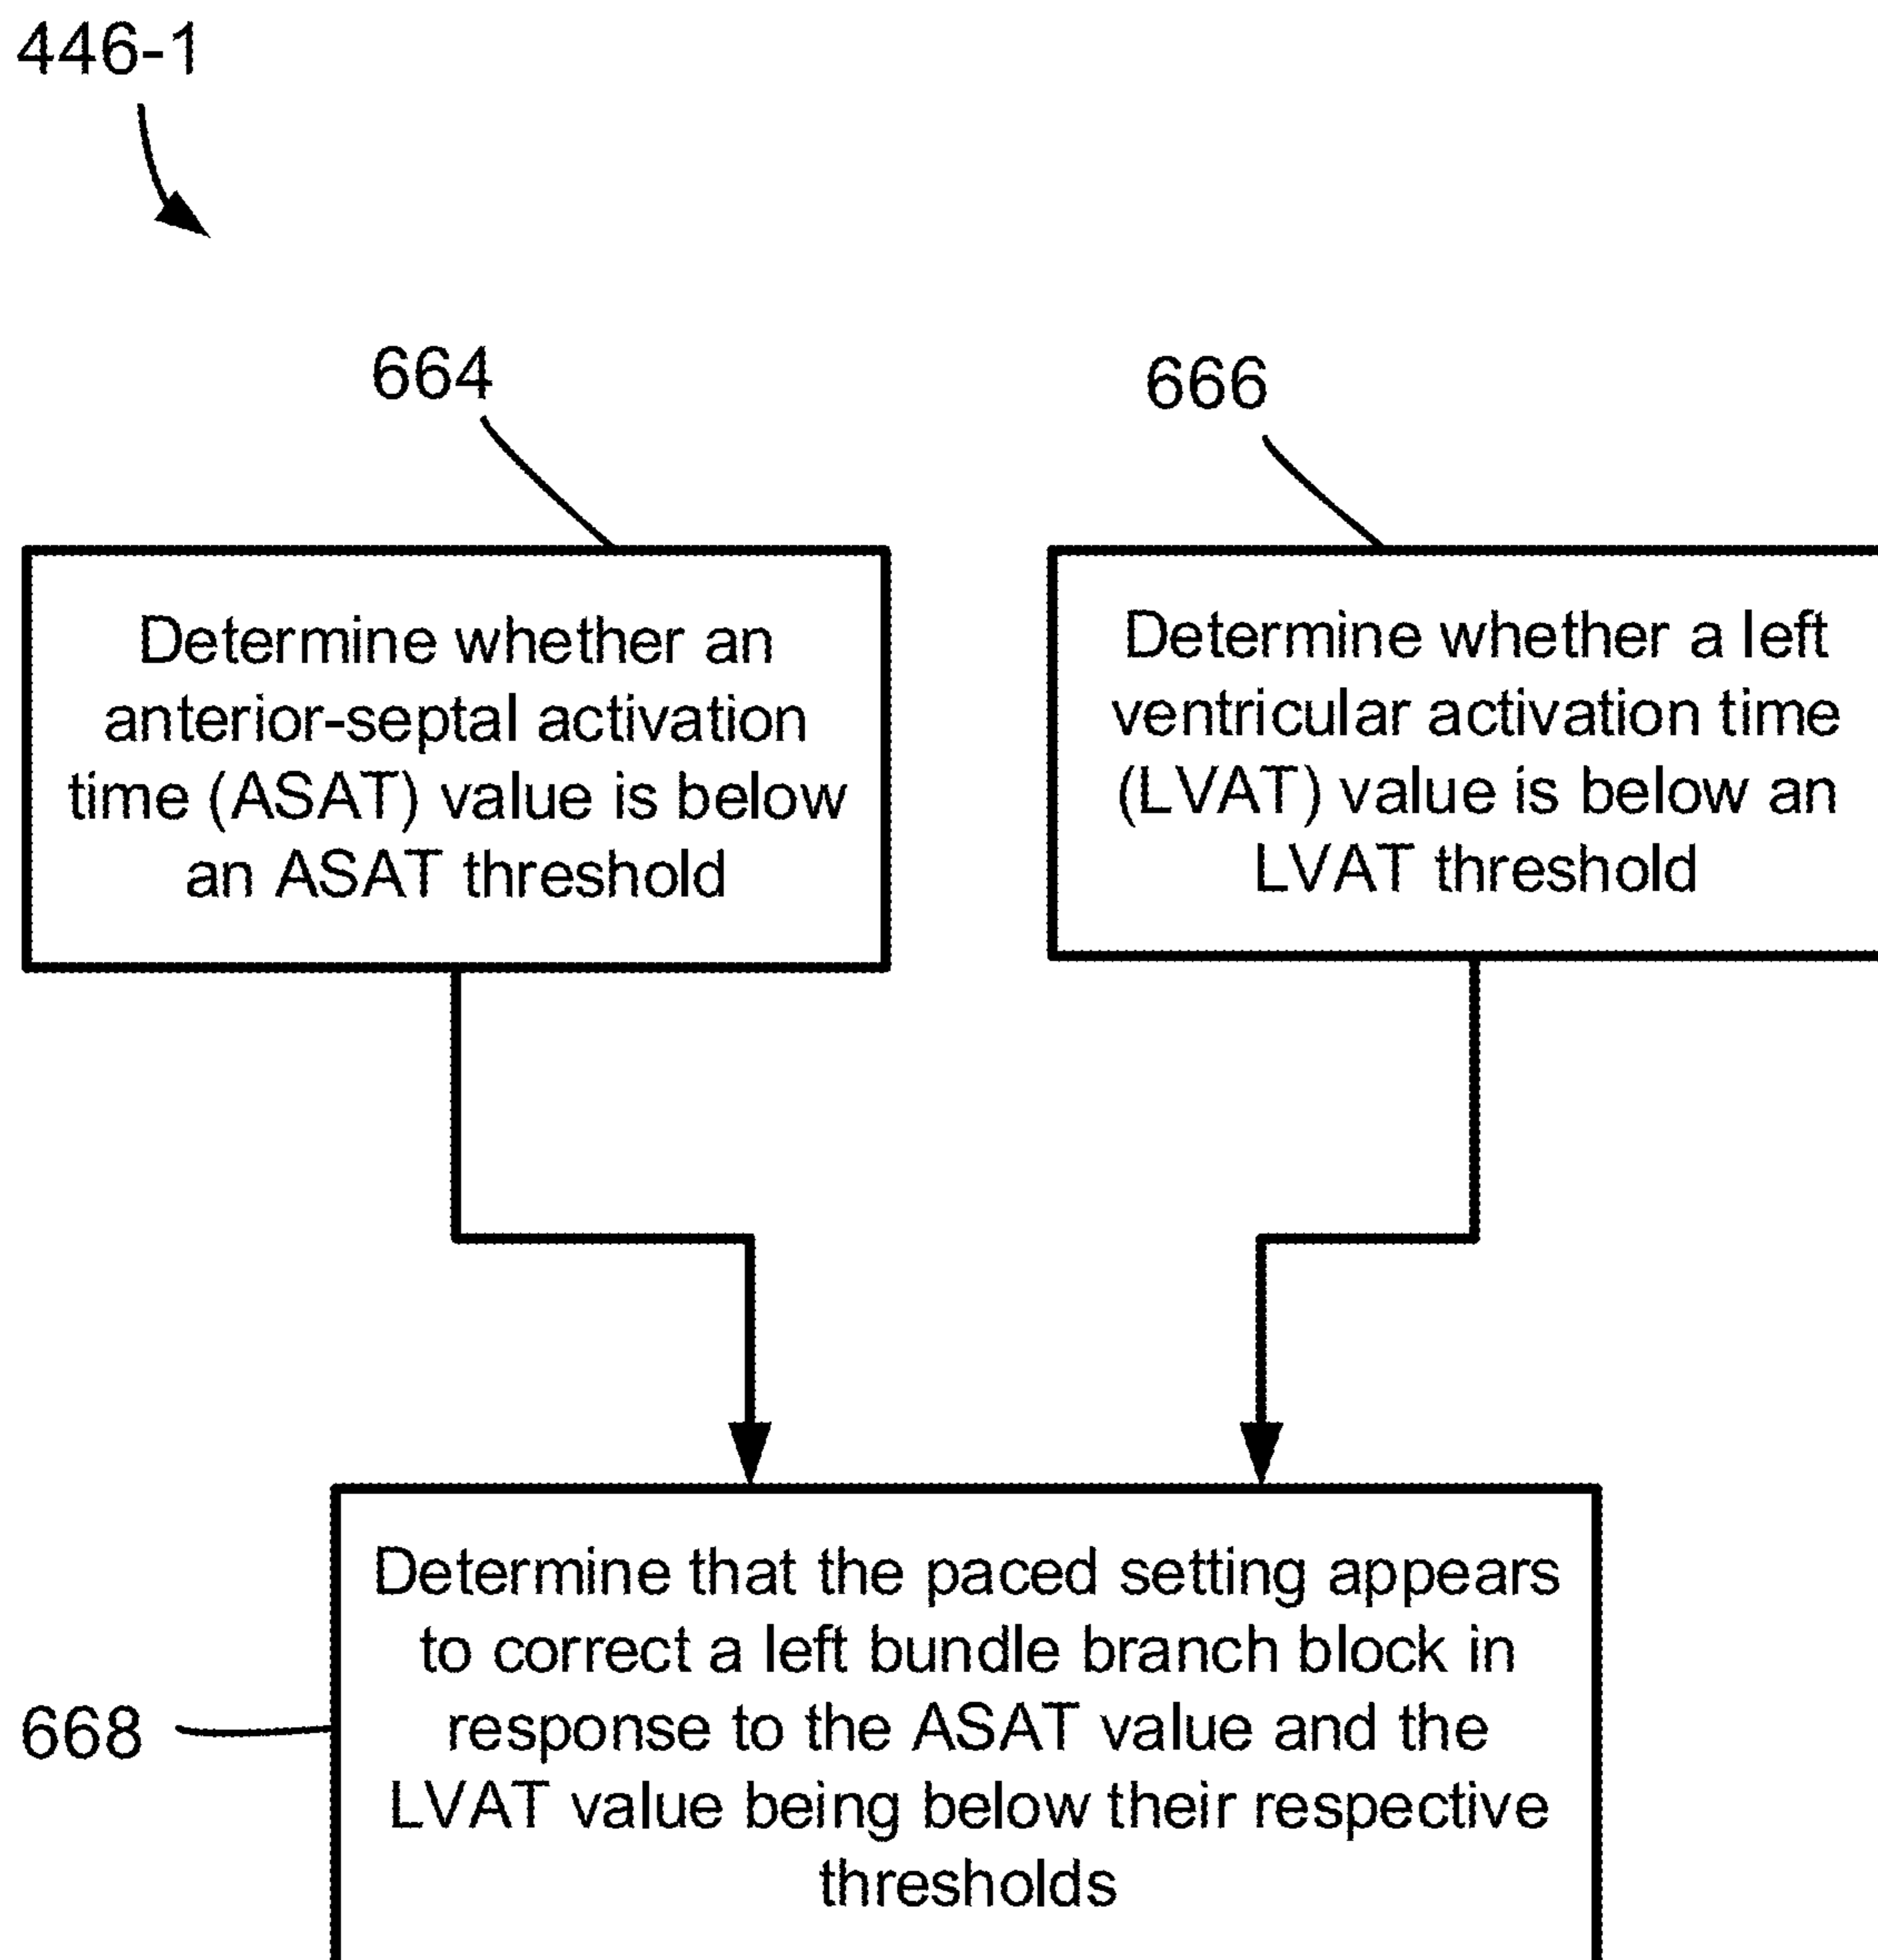 446-1
664
666
Determine whether an
anterior-septal activation
time (ASAT) value is below
an ASAT threshold
Determine whether a left
ventricular activation time
(LVAT) value is below an
LVAT threshold
Determine that the paced setting appears
to correct a left bundle branch block in
response to the ASAT value and the
LVAT value being below their respective
thresholds
668